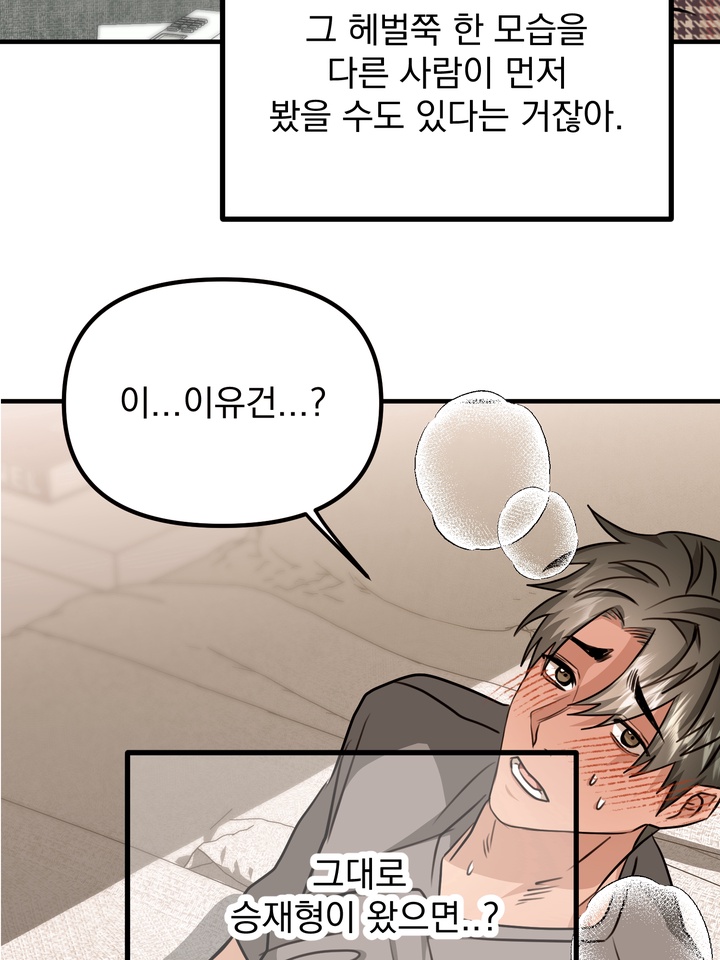 그 헤벌쭉 한 모습을
다른 사람이 먼저
봤을 수도 있다는 거잖아.
이...이유건...?
그대로
승재형이 왔으면..?